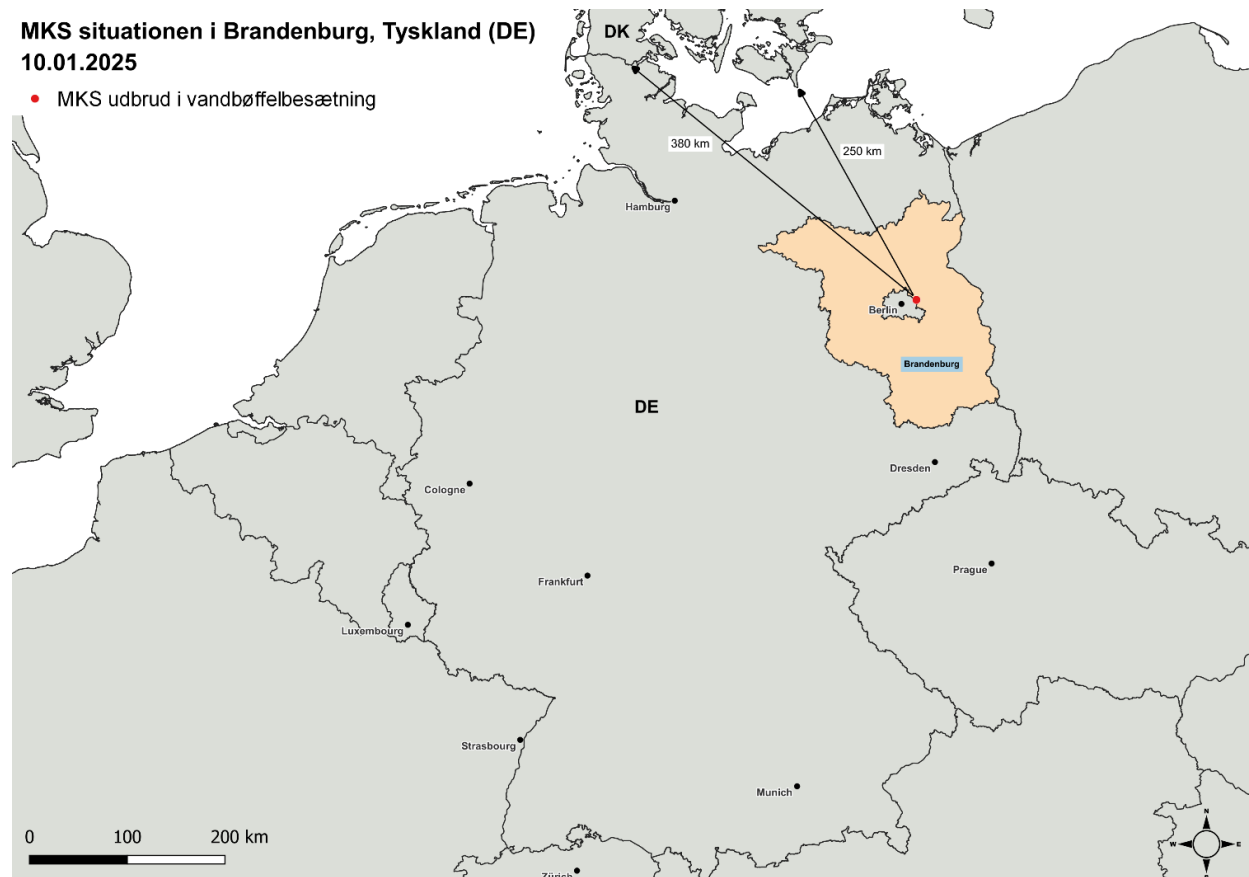 MKS situationen i Brandenburg, Tyskland (DE)
10.01.2025
MKS udbrud i vandbøffelbesætning
DK
380 km
250 km
Hamburg
Berlin
Brandenburg
DE
Dresden
Cologne
Frankfurt
Prague
Luxembourg
Strasbourg
Munich
0 100 200 km
N
W E
S
Zürich